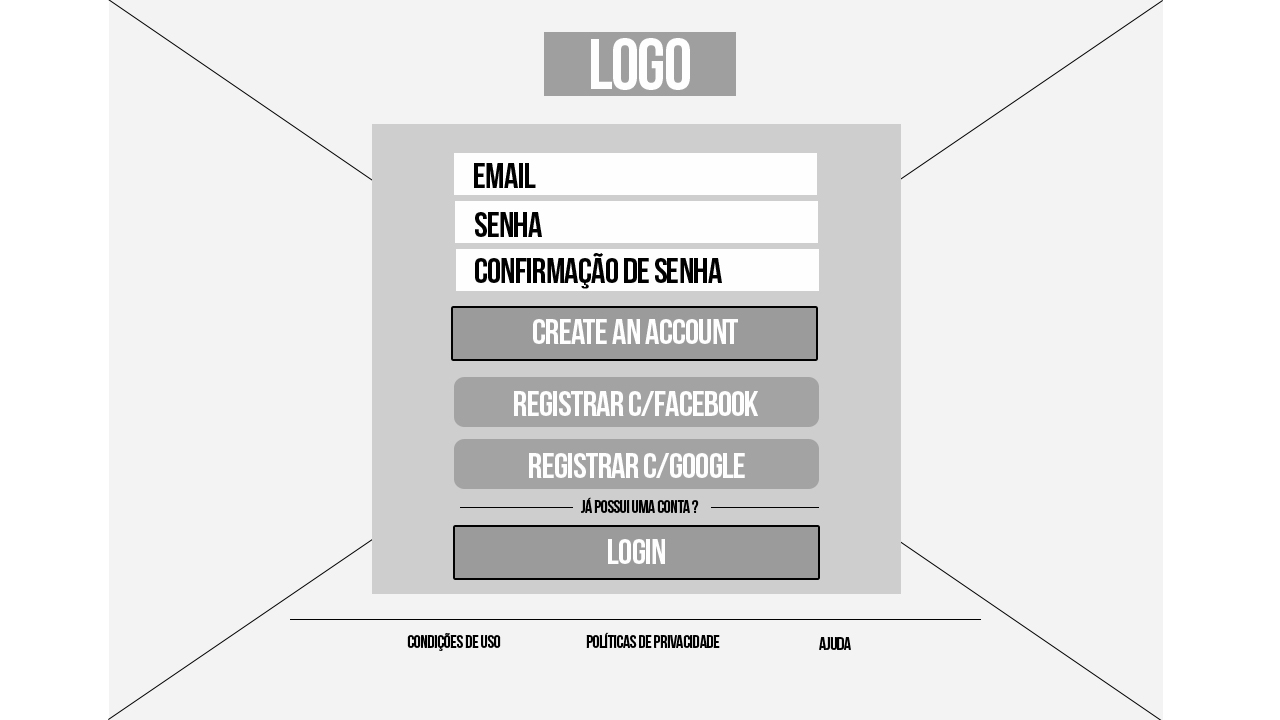 LOGO
EMAIL
SENHA
CONFIRMAÇÃO DE SENHA
CREATE AN ACCOUNT
REGISTRAR C/FACEBOOK
REGISTRAR C/GOOGLE
JÁ POSSUI UMA CONTA ?
LOGIN
CONDIÇÕES DE USO POLÍTICAS DE PRIVACIDADE AJUDA